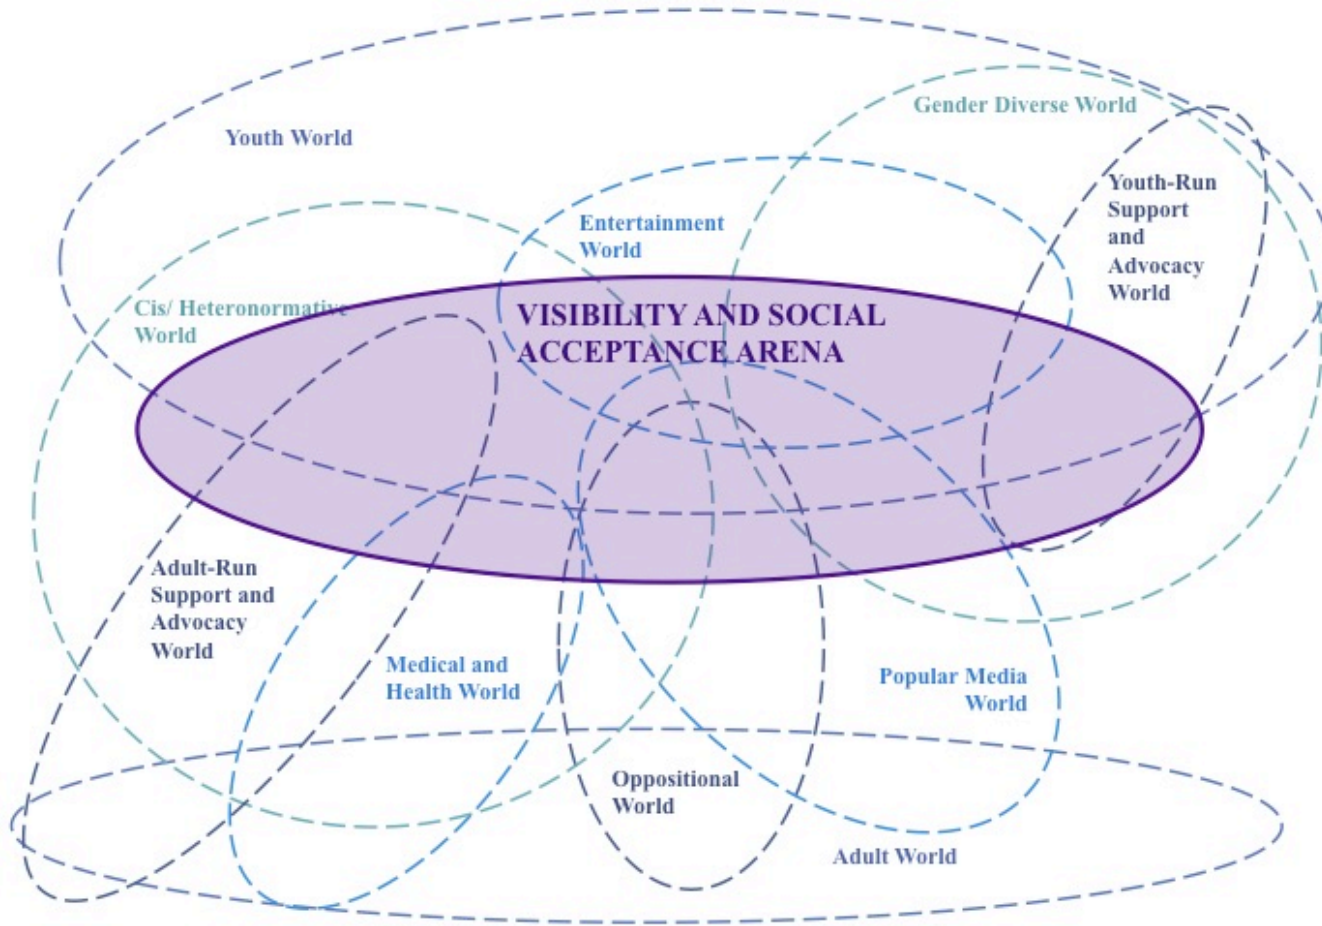 Gender Diverse World
Youth World
Youth-Run
Support
and
Advocacy
World
Entertainment
World
Cis/ Heteronormative
World
VISIBILITY AND SOCIAL
ACCEPTANCE ARENA
Adult-Run
Support and
Advocacy
World
Medical and
Health World
Popular Media
World
Oppositional
World
Adult World